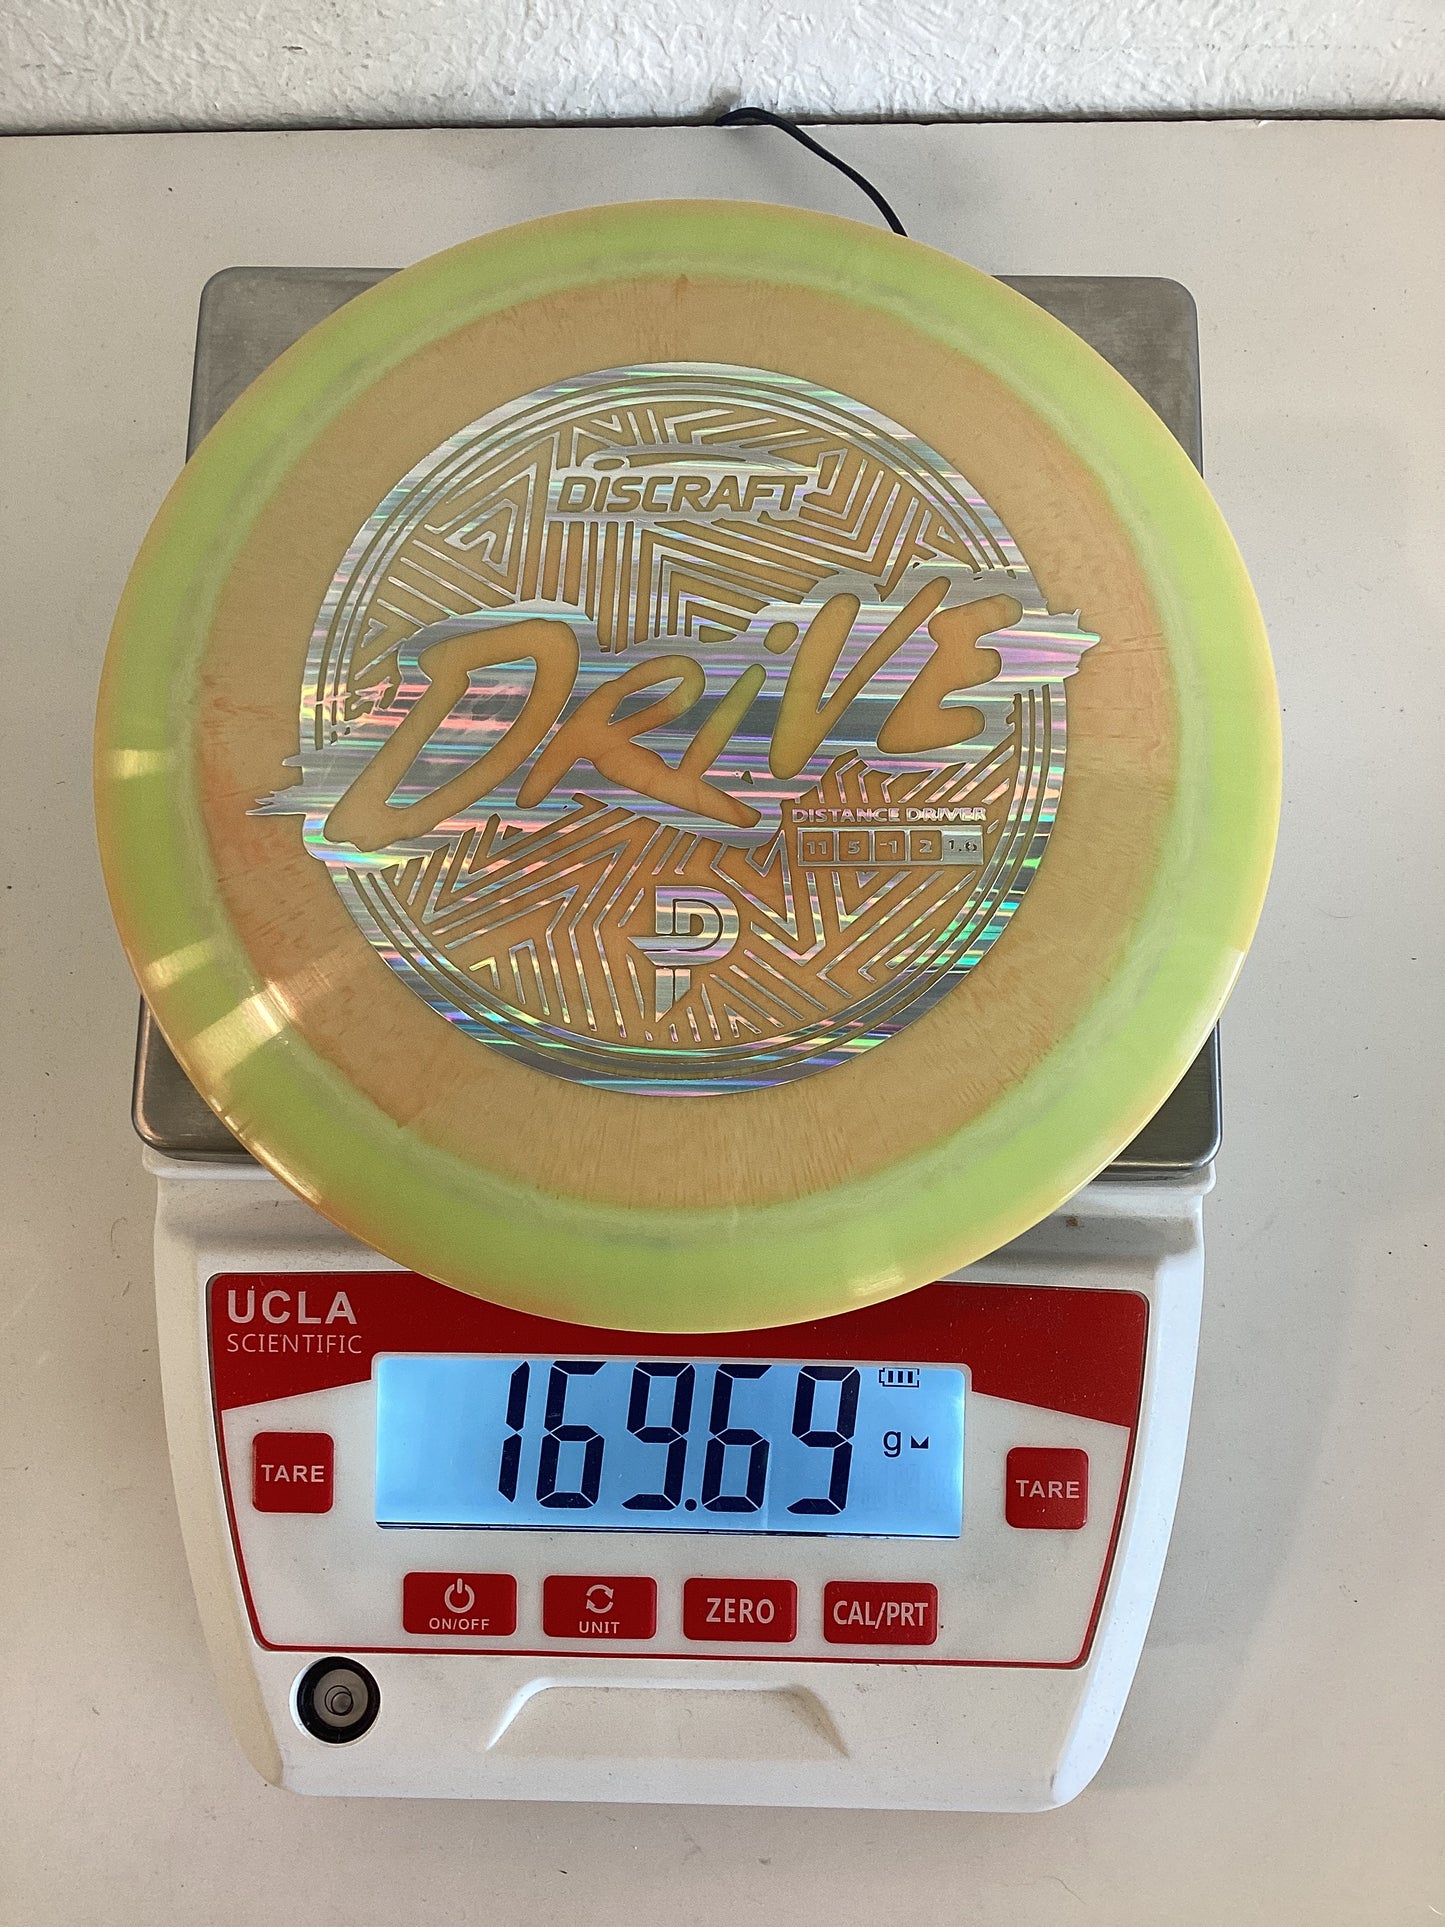 DISCRAFT
DRIVE
DISTANCE DRIVER
11 5 -1 2 1.6
D
UCLA
SCIENTIFIC
169.69 g
TARE
TARE
ON/OFF
UNIT
ZERO
CAL/PRT